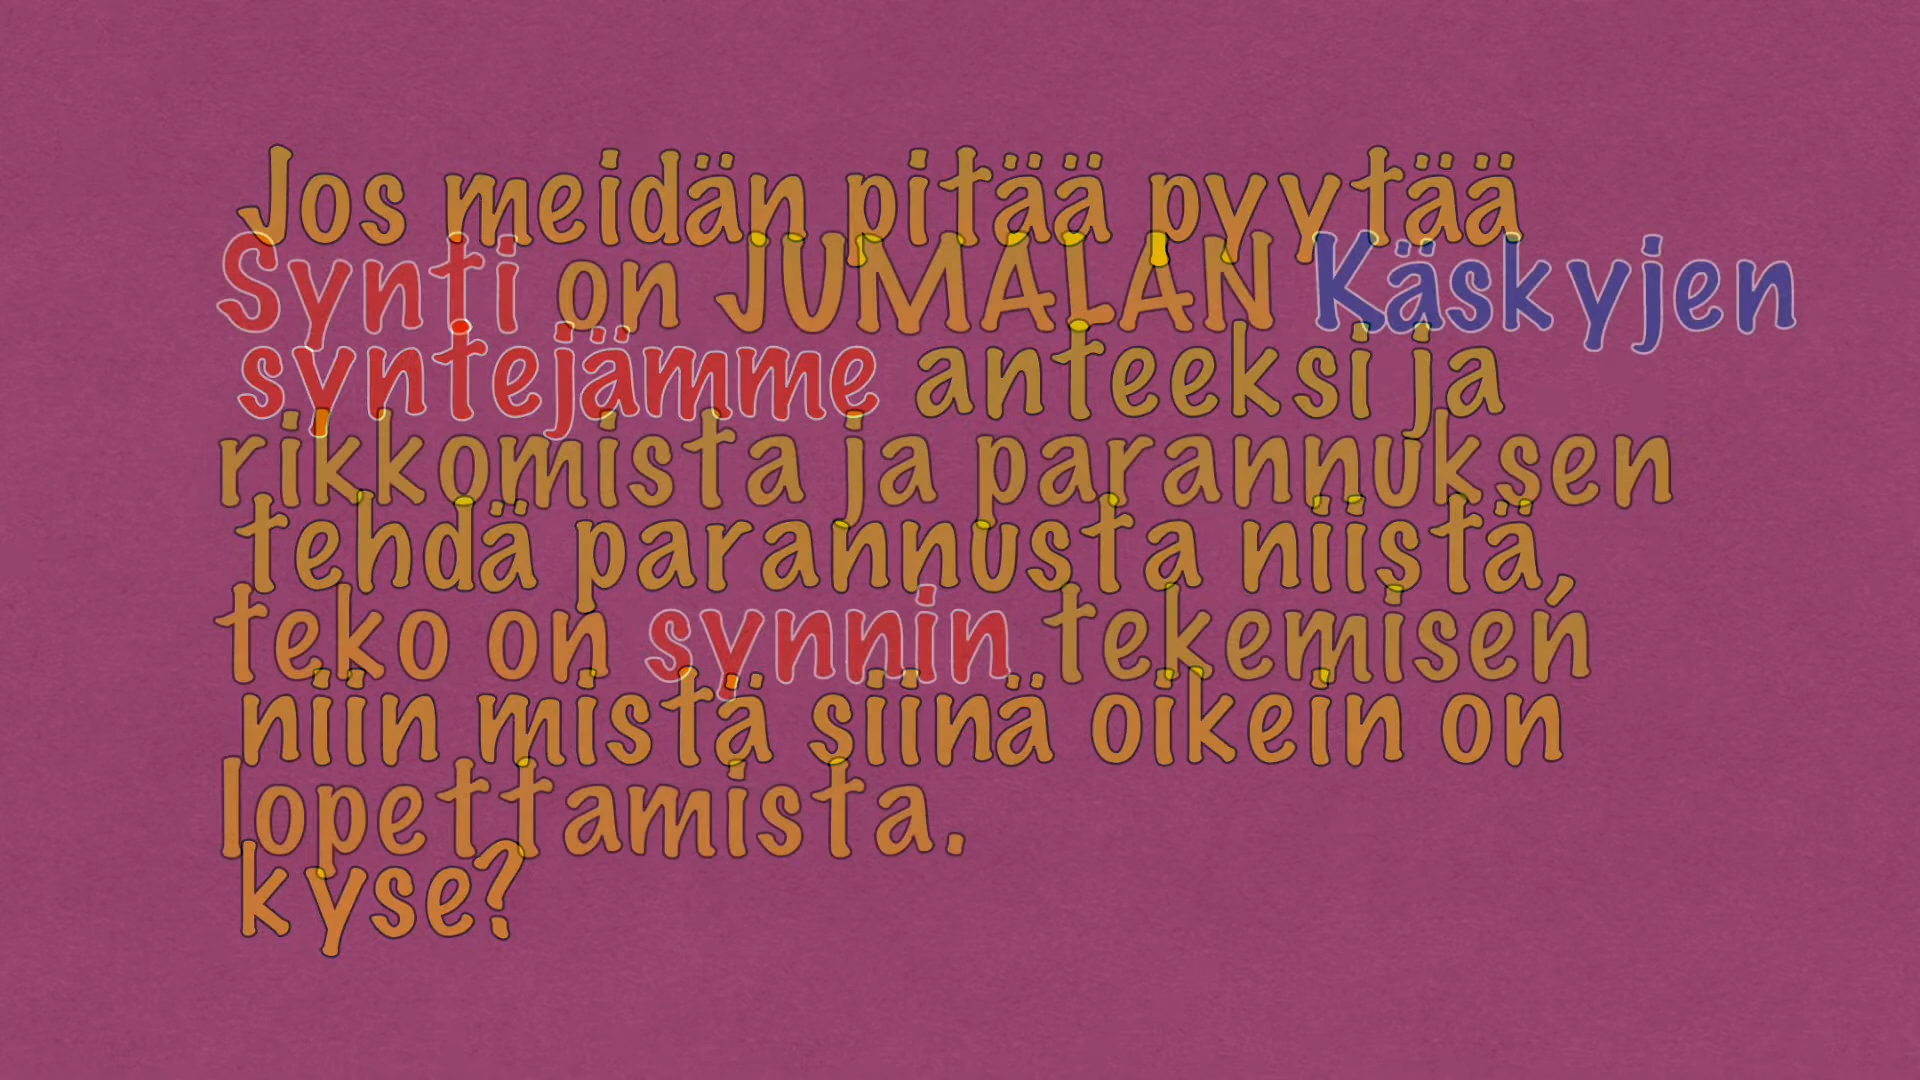 Jos meidän pitää pyytää
Synti on JUMALAN Käskyjen
syntejämme anteeksi ja
rikkomista ja parannuksen
tehdä parannusta niistä,
teko on synnin tekemisen
niin mistä siinä oikein on
lopettamista.
kyse?